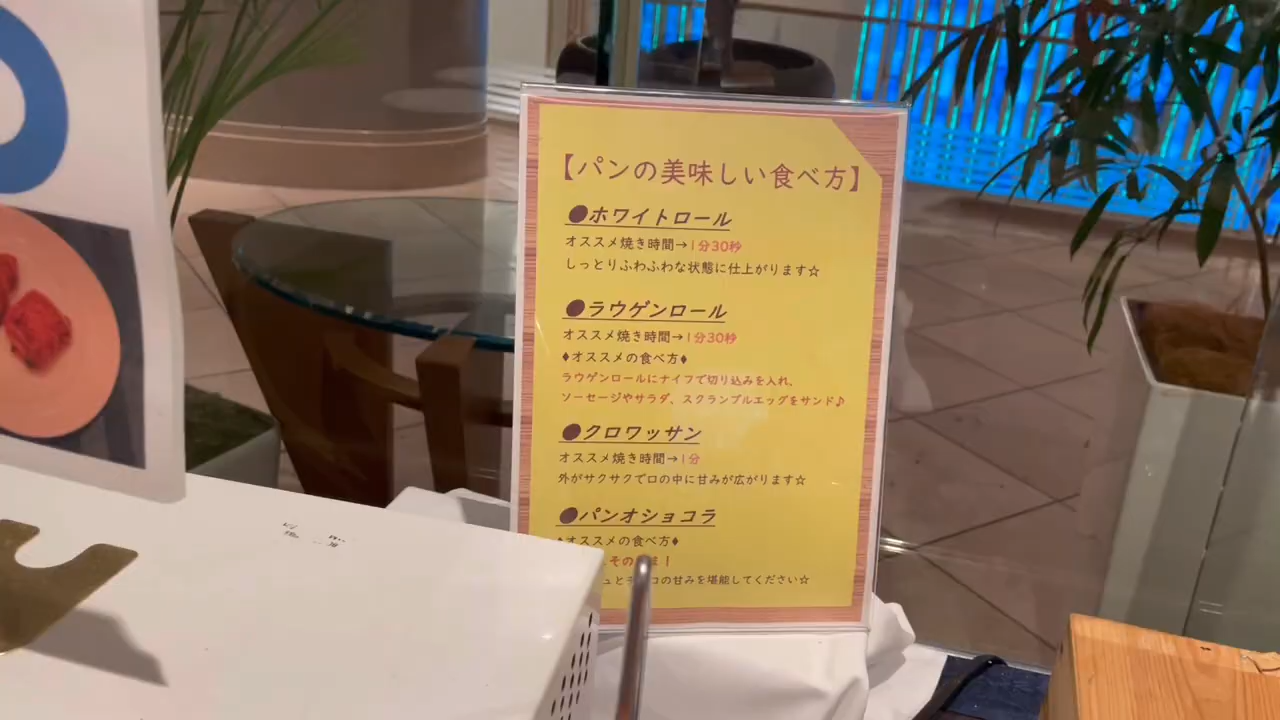 【パンの美味しい食べ方】
●ホワイトロール
オススメ焼き時間→1分30秒
しっとりふわふわな状態に仕上がります☆
●ラウゲンロール
オススメ焼き時間→1分30秒
♦オススメの食べ方♦
ラウゲンロールにナイフで切り込みを入れ、
ソーセージやサラダ、スクランブルエッグをサンド♪
●クロワッサン
オススメ焼き時間→1分
外がサクサクで口の中に甘みが広がります☆
●パンオショコラ
♦オススメの食べ方♦
その
の甘みを堪能してください☆